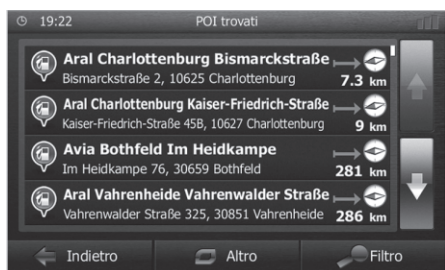 19:22 POI trovati
Aral Charlottenburg Bismarckstraße
Bismarckstraße 2, 10625 Charlottenburg 7.3 km
Aral Charlottenburg Kaiser-Friedrich-Straße
Kaiser-Friedrich-Straße 45B, 10627 Charlottenburg 9 km
Avia Bothfeld Im Heidkampe
Im Heidkampe 76, 30659 Bothfeld 281 km
Aral Vahrenheide Vahrenwalder Straße
Vahrenwalder Straße 325, 30851 Vahrenheide 286 km
Indietro Altro Filtro